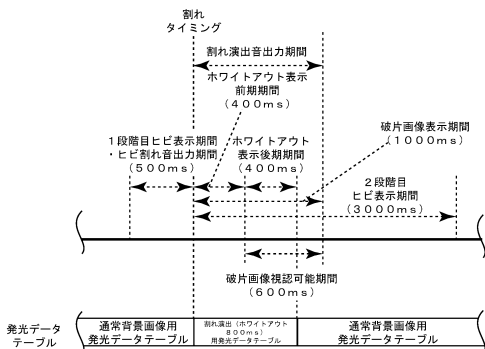 割れ
タイミング
割れ演出音出力期間
ホワイトアウト表示
前期期間
（４００ｍｓ）
１段階目ヒビ表示期間
・ヒビ割れ音出力期間
（５００ｍｓ）
ホワイトアウト
表示後期期間
（４００ｍｓ）
破片画像表示期間
（１０００ｍｓ）
２段階目
ヒビ表示期間
（３０００ｍｓ）
破片画像視認可能期間
（６００ｍｓ）
発光データ
テーブル
通常背景画像用
発光データテーブル
割れ演出（ホワイトアウト
８００ｍｓ）
用発光データテーブル
通常背景画像用
発光データテーブル